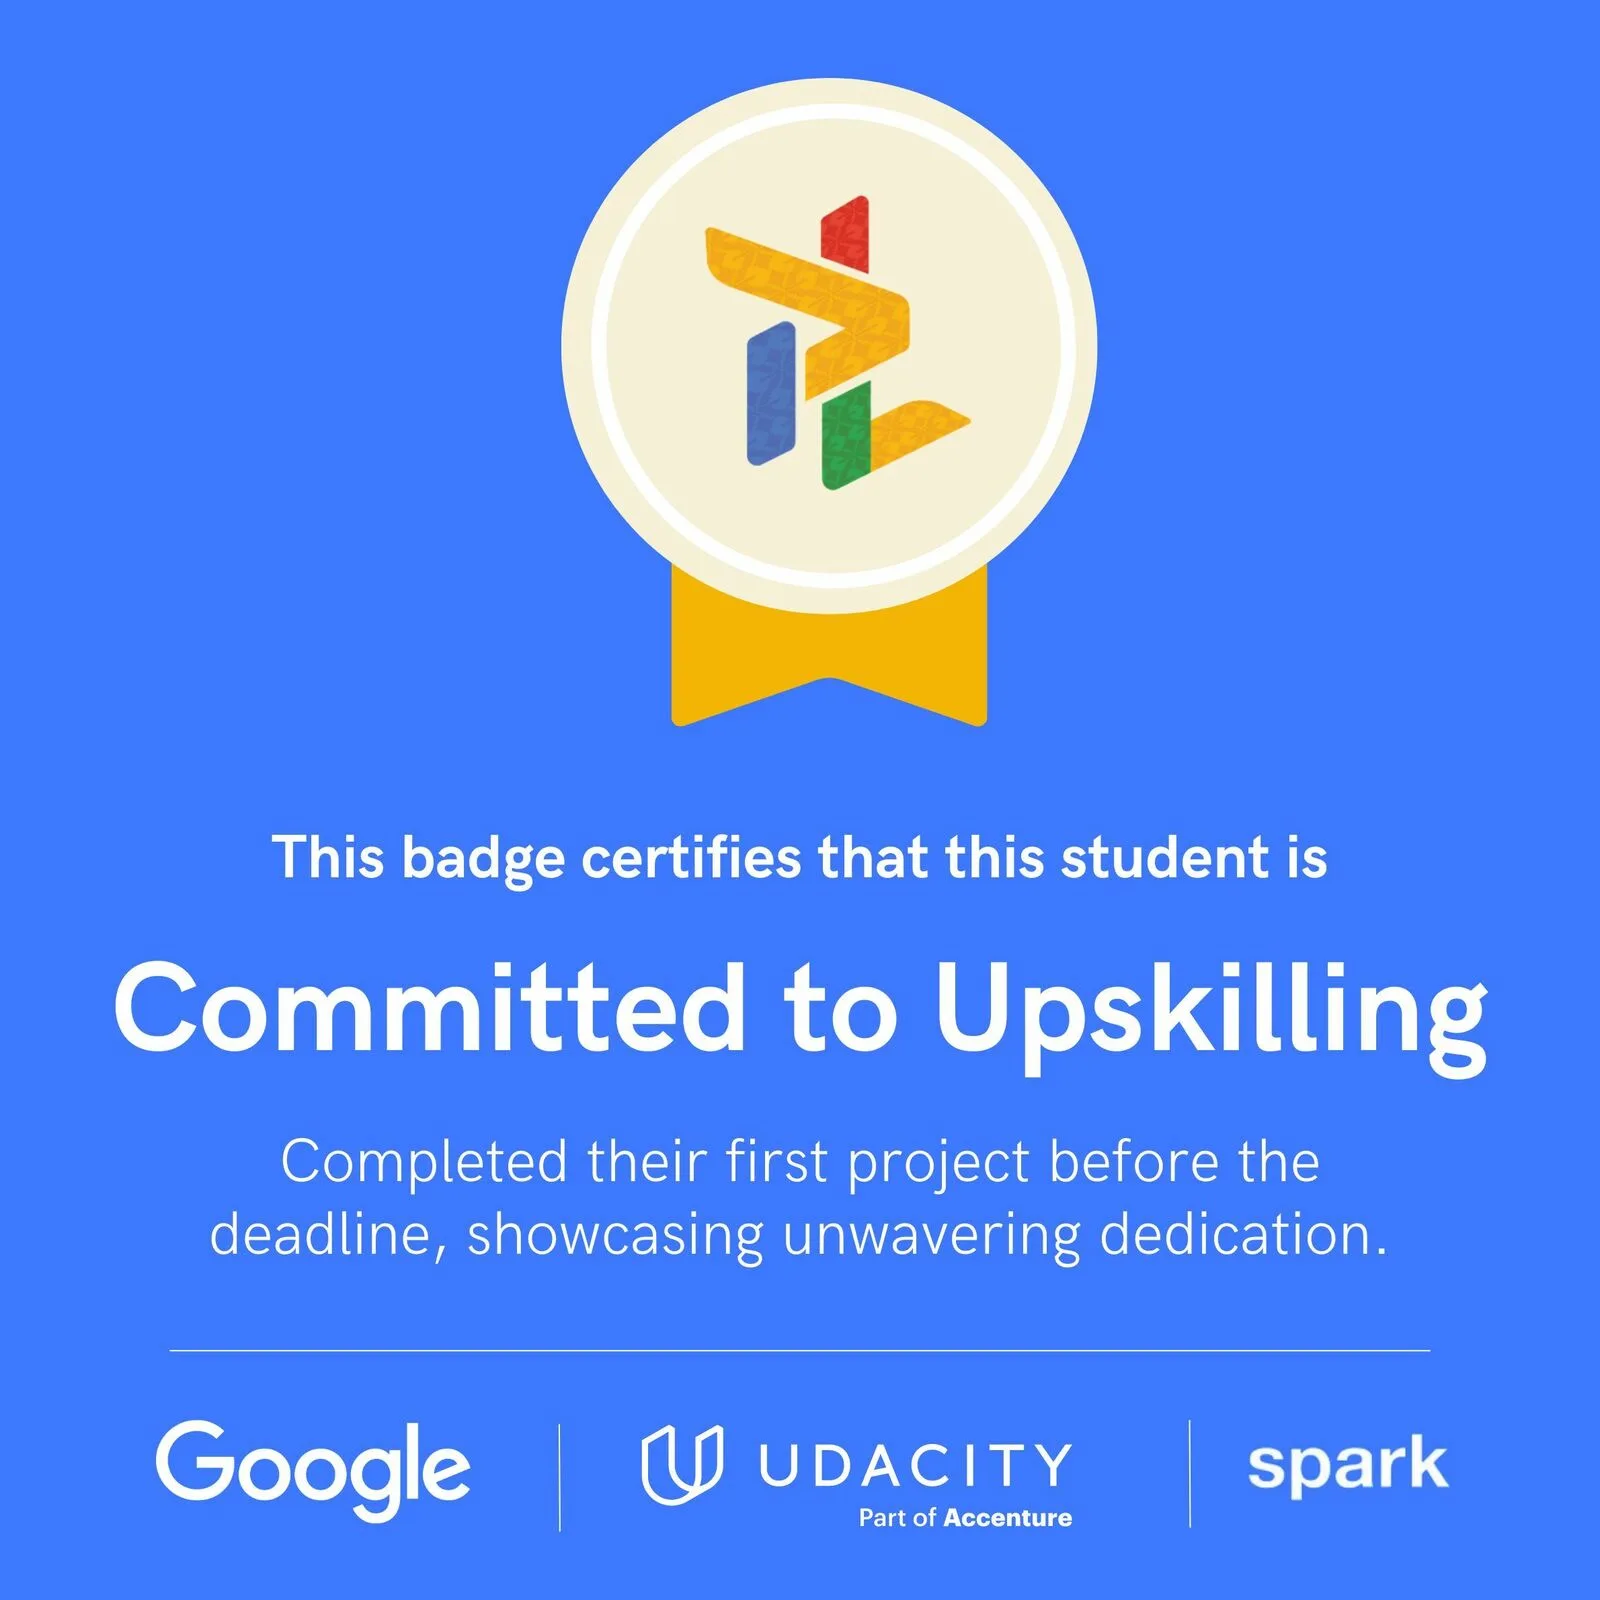 This badge certifies that this student is
Committed to Upskilling
Completed their first project before the
deadline, showcasing unwavering dedication.
Google
UDACITY
Part of Accenture
spark